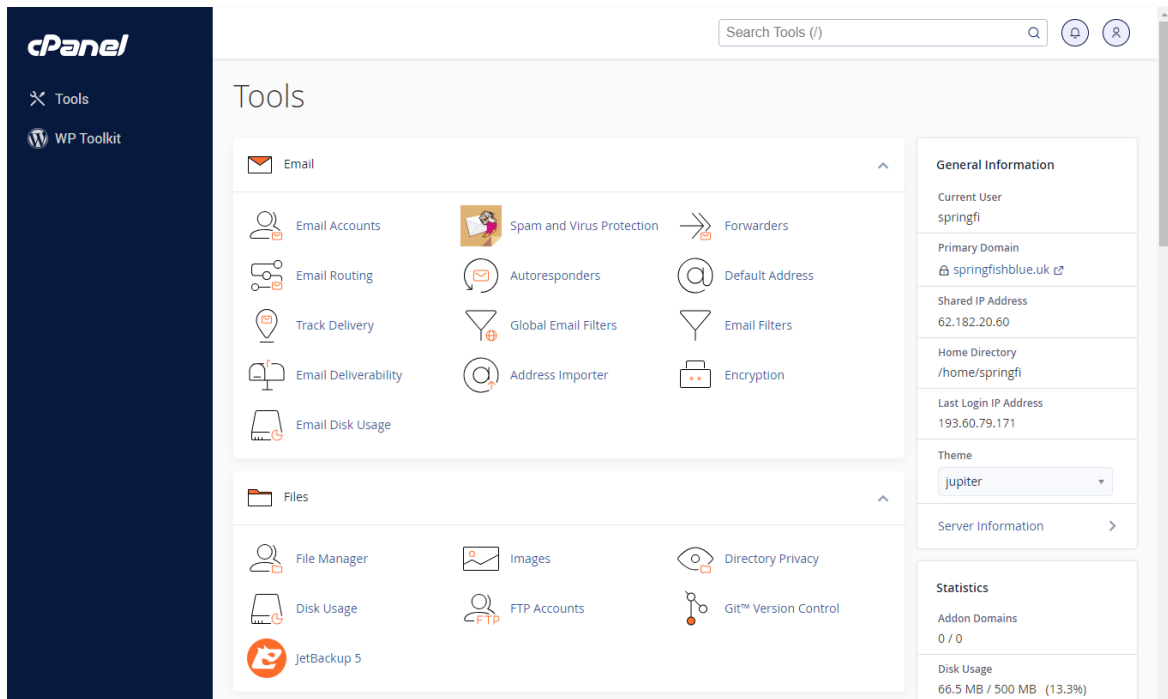 cPanel
Search Tools (/)
Tools
WP Toolkit
Tools
Email
Email Accounts
Spam and Virus Protection
Forwarders
Email Routing
Autoresponders
Default Address
Track Delivery
Global Email Filters
Email Filters
Email Deliverability
Address Importer
Encryption
Email Disk Usage
Files
File Manager
Images
Directory Privacy
Disk Usage
FTP
FTP Accounts
Git™ Version Control
JetBackup 5
General Information
Current User
springfi
Primary Domain
springfishblue.uk
Shared IP Address
62.182.20.60
Home Directory
/home/springfi
Last Login IP Address
193.60.79.171
Theme
jupiter
Server Information
Statistics
Addon Domains
0 / 0
Disk Usage
66.5 MB / 500 MB (13.3%)